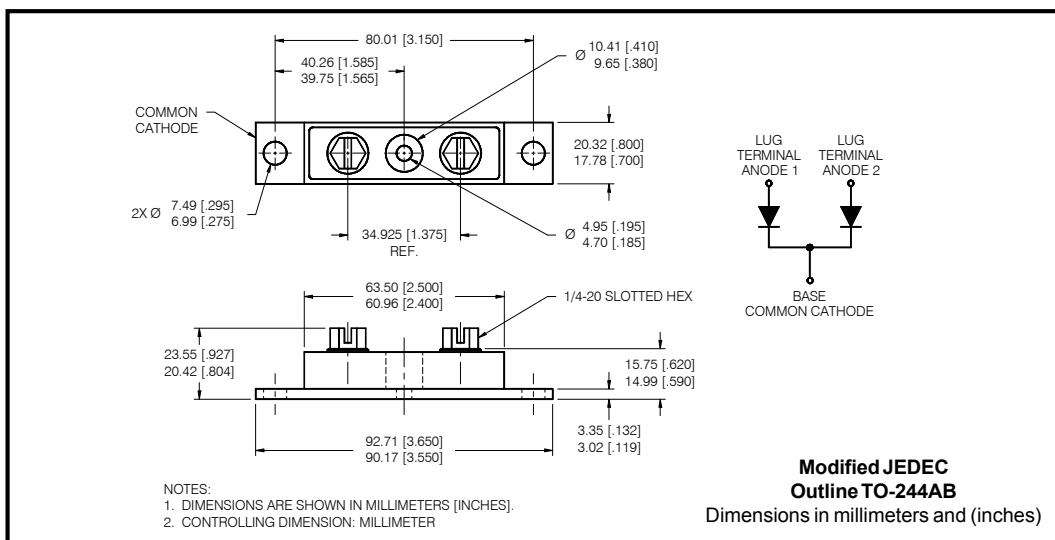 80.01 [3.150]
40.26 [1.585]
39.75 [1.565]
Ø 10.41 [.410]
9.65 [.380]
COMMON
CATHODE
20.32 [.800]
17.78 [.700]
2X Ø 7.49 [.295]
6.99 [.275]
34.925 [1.375]
REF.
Ø 4.95 [.195]
4.70 [.185]
LUG
TERMINAL
ANODE 1
LUG
TERMINAL
ANODE 2
BASE
COMMON CATHODE
63.50 [2.500]
60.96 [2.400]
1/4-20 SLOTTED HEX
23.55 [.927]
20.42 [.804]
15.75 [.620]
14.99 [.590]
3.35 [.132]
3.02 [.119]
92.71 [3.650]
90.17 [3.550]
NOTES:
1. DIMENSIONS ARE SHOWN IN MILLIMETERS [INCHES].
2. CONTROLLING DIMENSION: MILLIMETER
Modified JEDEC
Outline TO-244AB
Dimensions in millimeters and (inches)